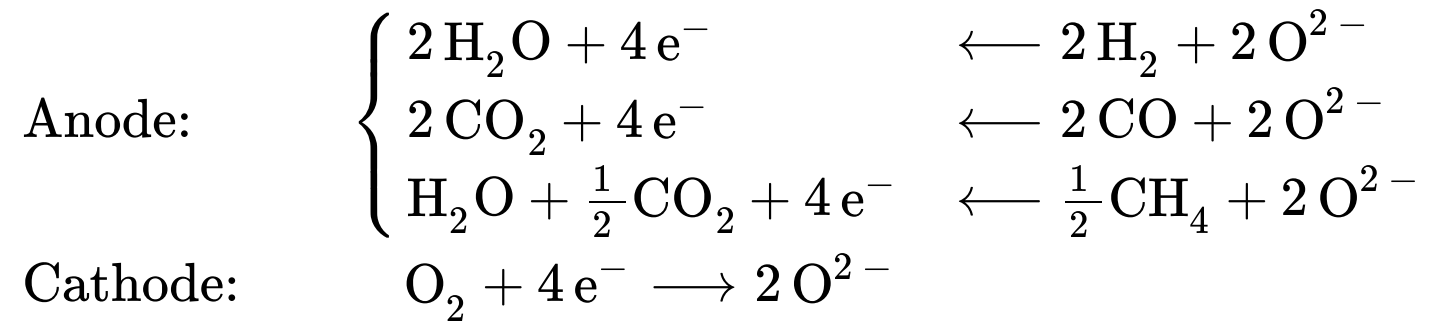 2 H₂O + 4 e⁻ ⟵ 2 H₂ + 2 O²⁻
Anode: 2 CO₂ + 4 e⁻ ⟵ 2 CO + 2 O²⁻
H₂O + ½ CO₂ + 4 e⁻ ⟵ ½ CH₄ + 2 O²⁻
Cathode: O₂ + 4 e⁻ ⟶ 2 O²⁻